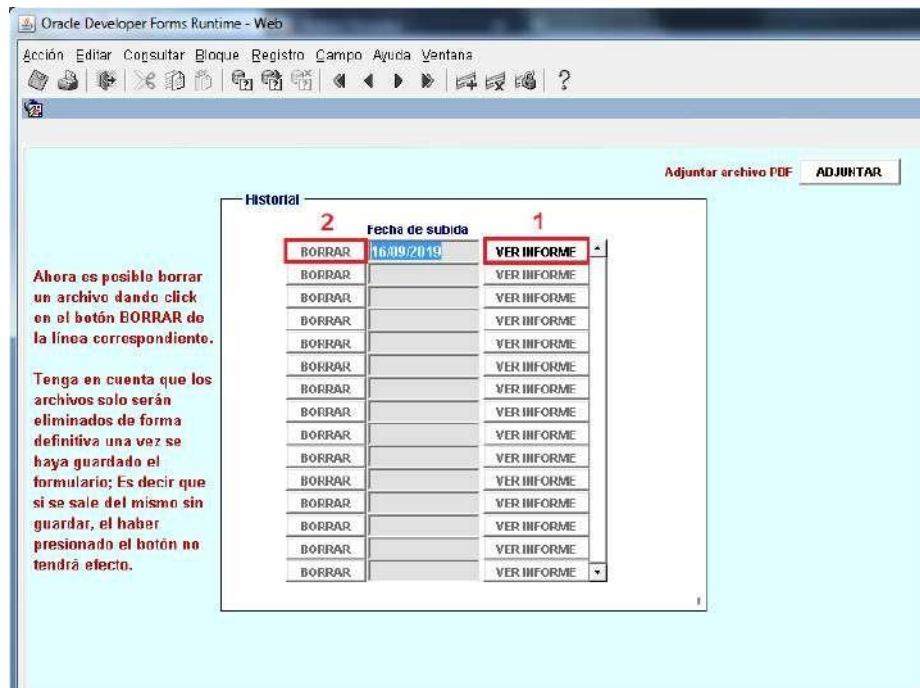 Oracle Developer Forms Runtime - Web
Acción Editar Consultar Bloque Registro Campo Ayuda Ventana
?
Adjuntar archivo PDF ADJUNTAR
Historial
2 Fecha de subida 1
BORRAR 16/09/2019 VER INFORME
BORRAR VER INFORME
BORRAR VER INFORME
BORRAR VER INFORME
BORRAR VER INFORME
BORRAR VER INFORME
BORRAR VER INFORME
BORRAR VER INFORME
BORRAR VER INFORME
BORRAR VER INFORME
BORRAR VER INFORME
BORRAR VER INFORME
BORRAR VER INFORME
BORRAR VER INFORME
BORRAR VER INFORME
Ahora es posible borrar
un archivo dando click
en el botón BORRAR de
la línea correspondiente.
Tenga en cuenta que los
archivos solo serán
eliminados de forma
definitiva una vez se
haya guardado el
formulario; Es decir que
si se sale del mismo sin
guardar, el haber
presionado el botón no
tendrá efecto.